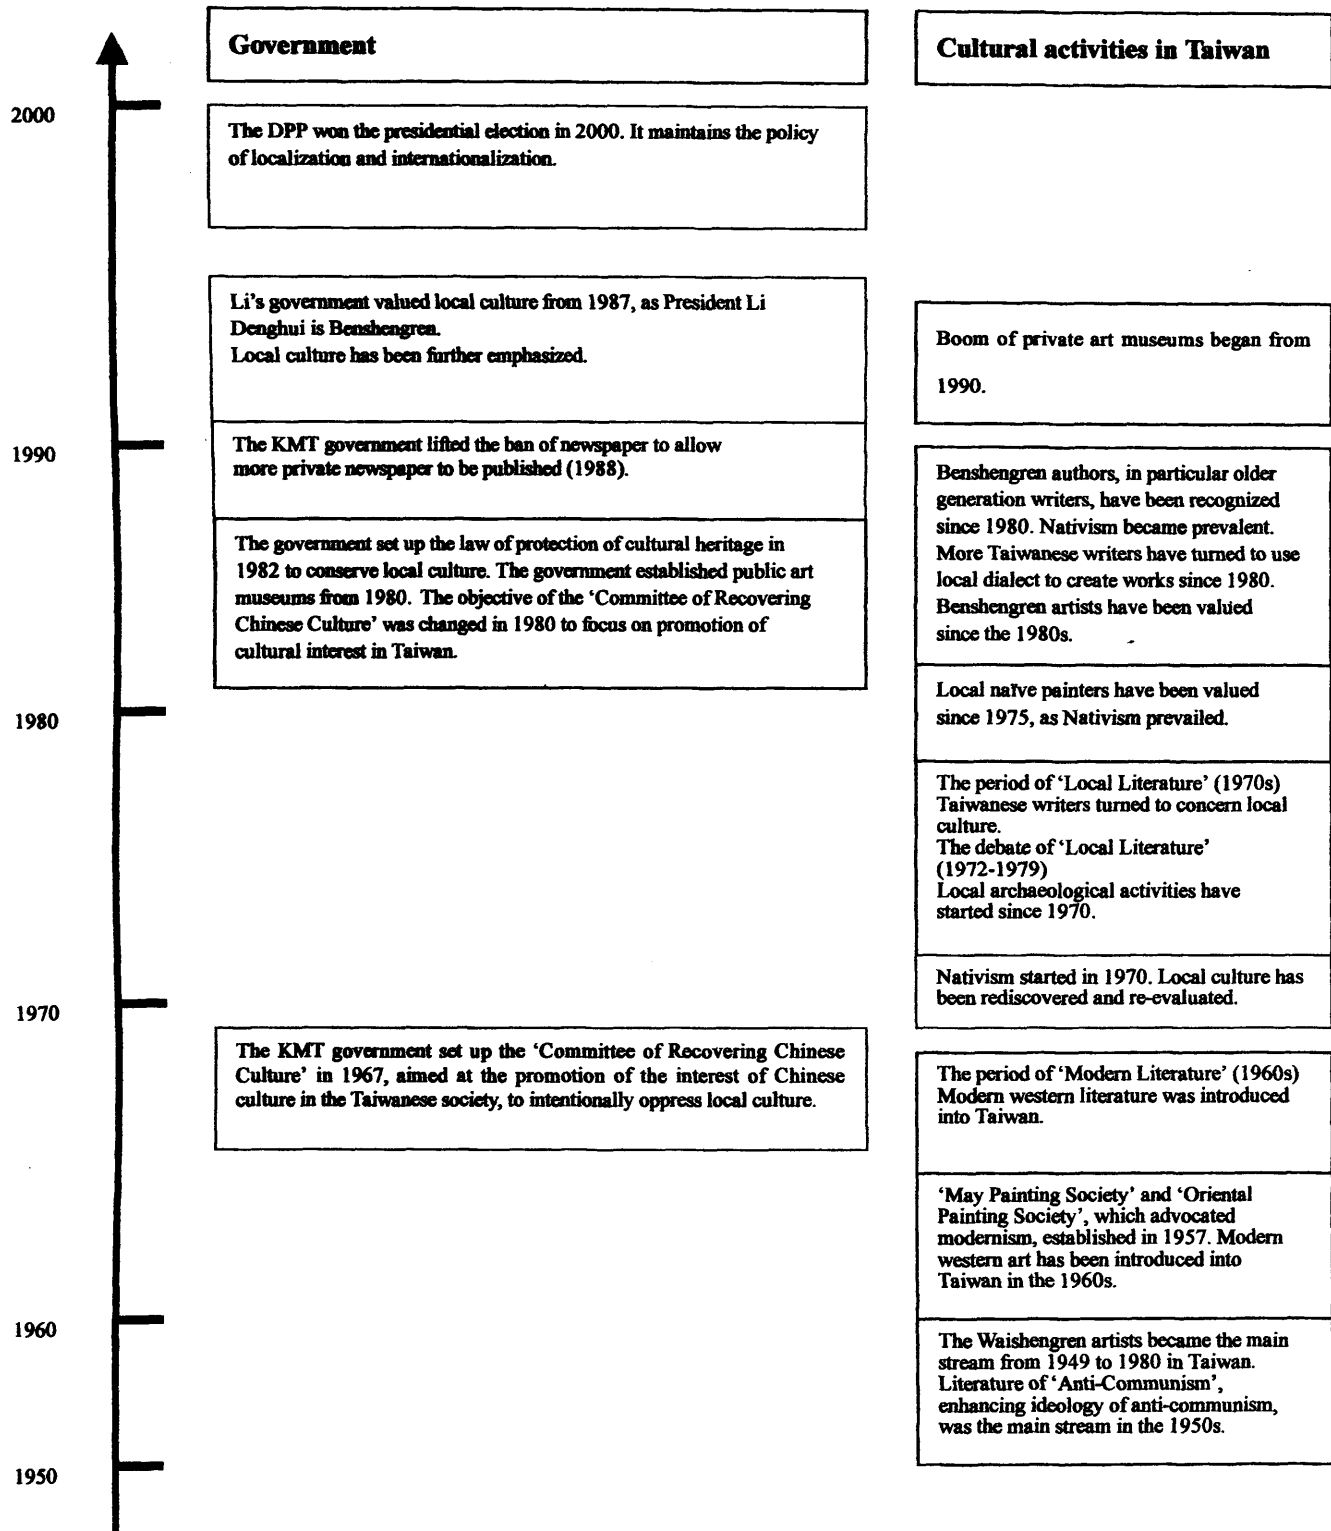 Government
Cultural activities in Taiwan
2000
The DPP won the presidential election in 2000. It maintains the policy
of localization and internationalization.
Li's government valued local culture from 1987, as President Li
Denghui is Benshengren.
Local culture has been further emphasized.
Boom of private art museums began from
1990.
1990
The KMT government lifted the ban of newspaper to allow
more private newspaper to be published (1988).
The government set up the law of protection of cultural heritage in
1982 to conserve local culture. The government established public art
museums from 1980. The objective of the ‘Committee of Recovering
Chinese Culture’ was changed in 1980 to focus on promotion of
cultural interest in Taiwan.
Benshengren authors, in particular older
generation writers, have been recognized
since 1980. Nativism became prevalent.
More Taiwanese writers have turned to use
local dialect to create works since 1980.
Benshengren artists have been valued
since the 1980s.
1980
Local naïve painters have been valued
since 1975, as Nativism prevailed.
The period of ‘Local Literature’ (1970s)
Taiwanese writers turned to concern local
culture.
The debate of ‘Local Literature’
(1972-1979)
Local archaeological activities have
started since 1970.
Nativism started in 1970. Local culture has
been rediscovered and re-evaluated.
1970
The KMT government set up the ‘Committee of Recovering Chinese
Culture’ in 1967, aimed at the promotion of the interest of Chinese
culture in the Taiwanese society, to intentionally oppress local culture.
The period of ‘Modern Literature’ (1960s)
Modern western literature was introduced
into Taiwan.
‘May Painting Society’ and ‘Oriental
Painting Society’, which advocated
modernism, established in 1957. Modern
western art has been introduced into
Taiwan in the 1960s.
1960
The Waishengren artists became the main
stream from 1949 to 1980 in Taiwan.
Literature of ‘Anti-Communism’,
enhancing ideology of anti-communism,
was the main stream in the 1950s.
1950